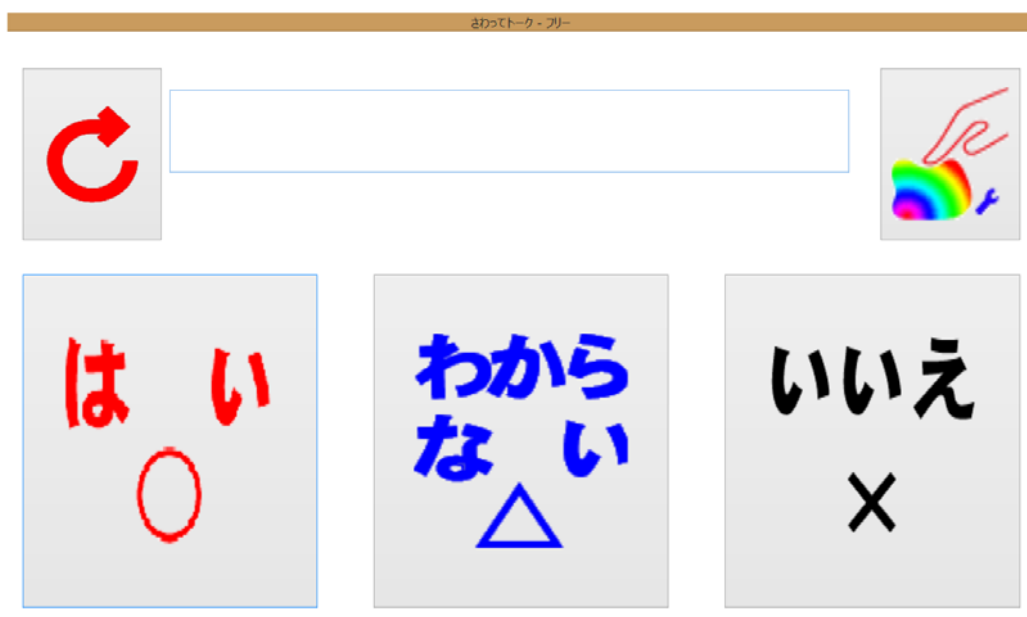 さわってトーク - フリー
はい
わから
ない
いいえ